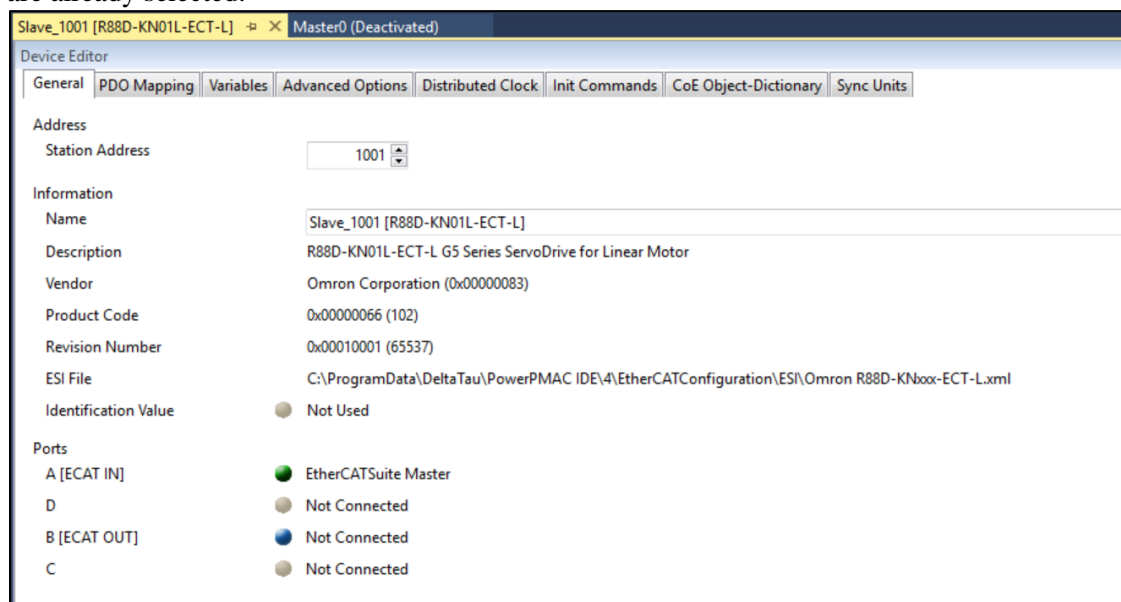 are already selected.
Slave_1001 [R88D-KN01L-ECT-L] Master0 (Deactivated)
Device Editor
General PDO Mapping Variables Advanced Options Distributed Clock Init Commands CoE Object-Dictionary Sync Units
Address
Station Address 1001
Information
Name Slave_1001 [R88D-KN01L-ECT-L]
Description R88D-KN01L-ECT-L G5 Series ServoDrive for Linear Motor
Vendor Omron Corporation (0x00000083)
Product Code 0x00000066 (102)
Revision Number 0x00010001 (65537)
ESI File C:\ProgramData\DeltaTau\PowerPMAC IDE\4\EtherCATConfiguration\ESI\Omron R88D-KNxxx-ECT-L.xml
Identification Value Not Used
Ports
A [ECAT IN] EtherCATSuite Master
D Not Connected
B [ECAT OUT] Not Connected
C Not Connected